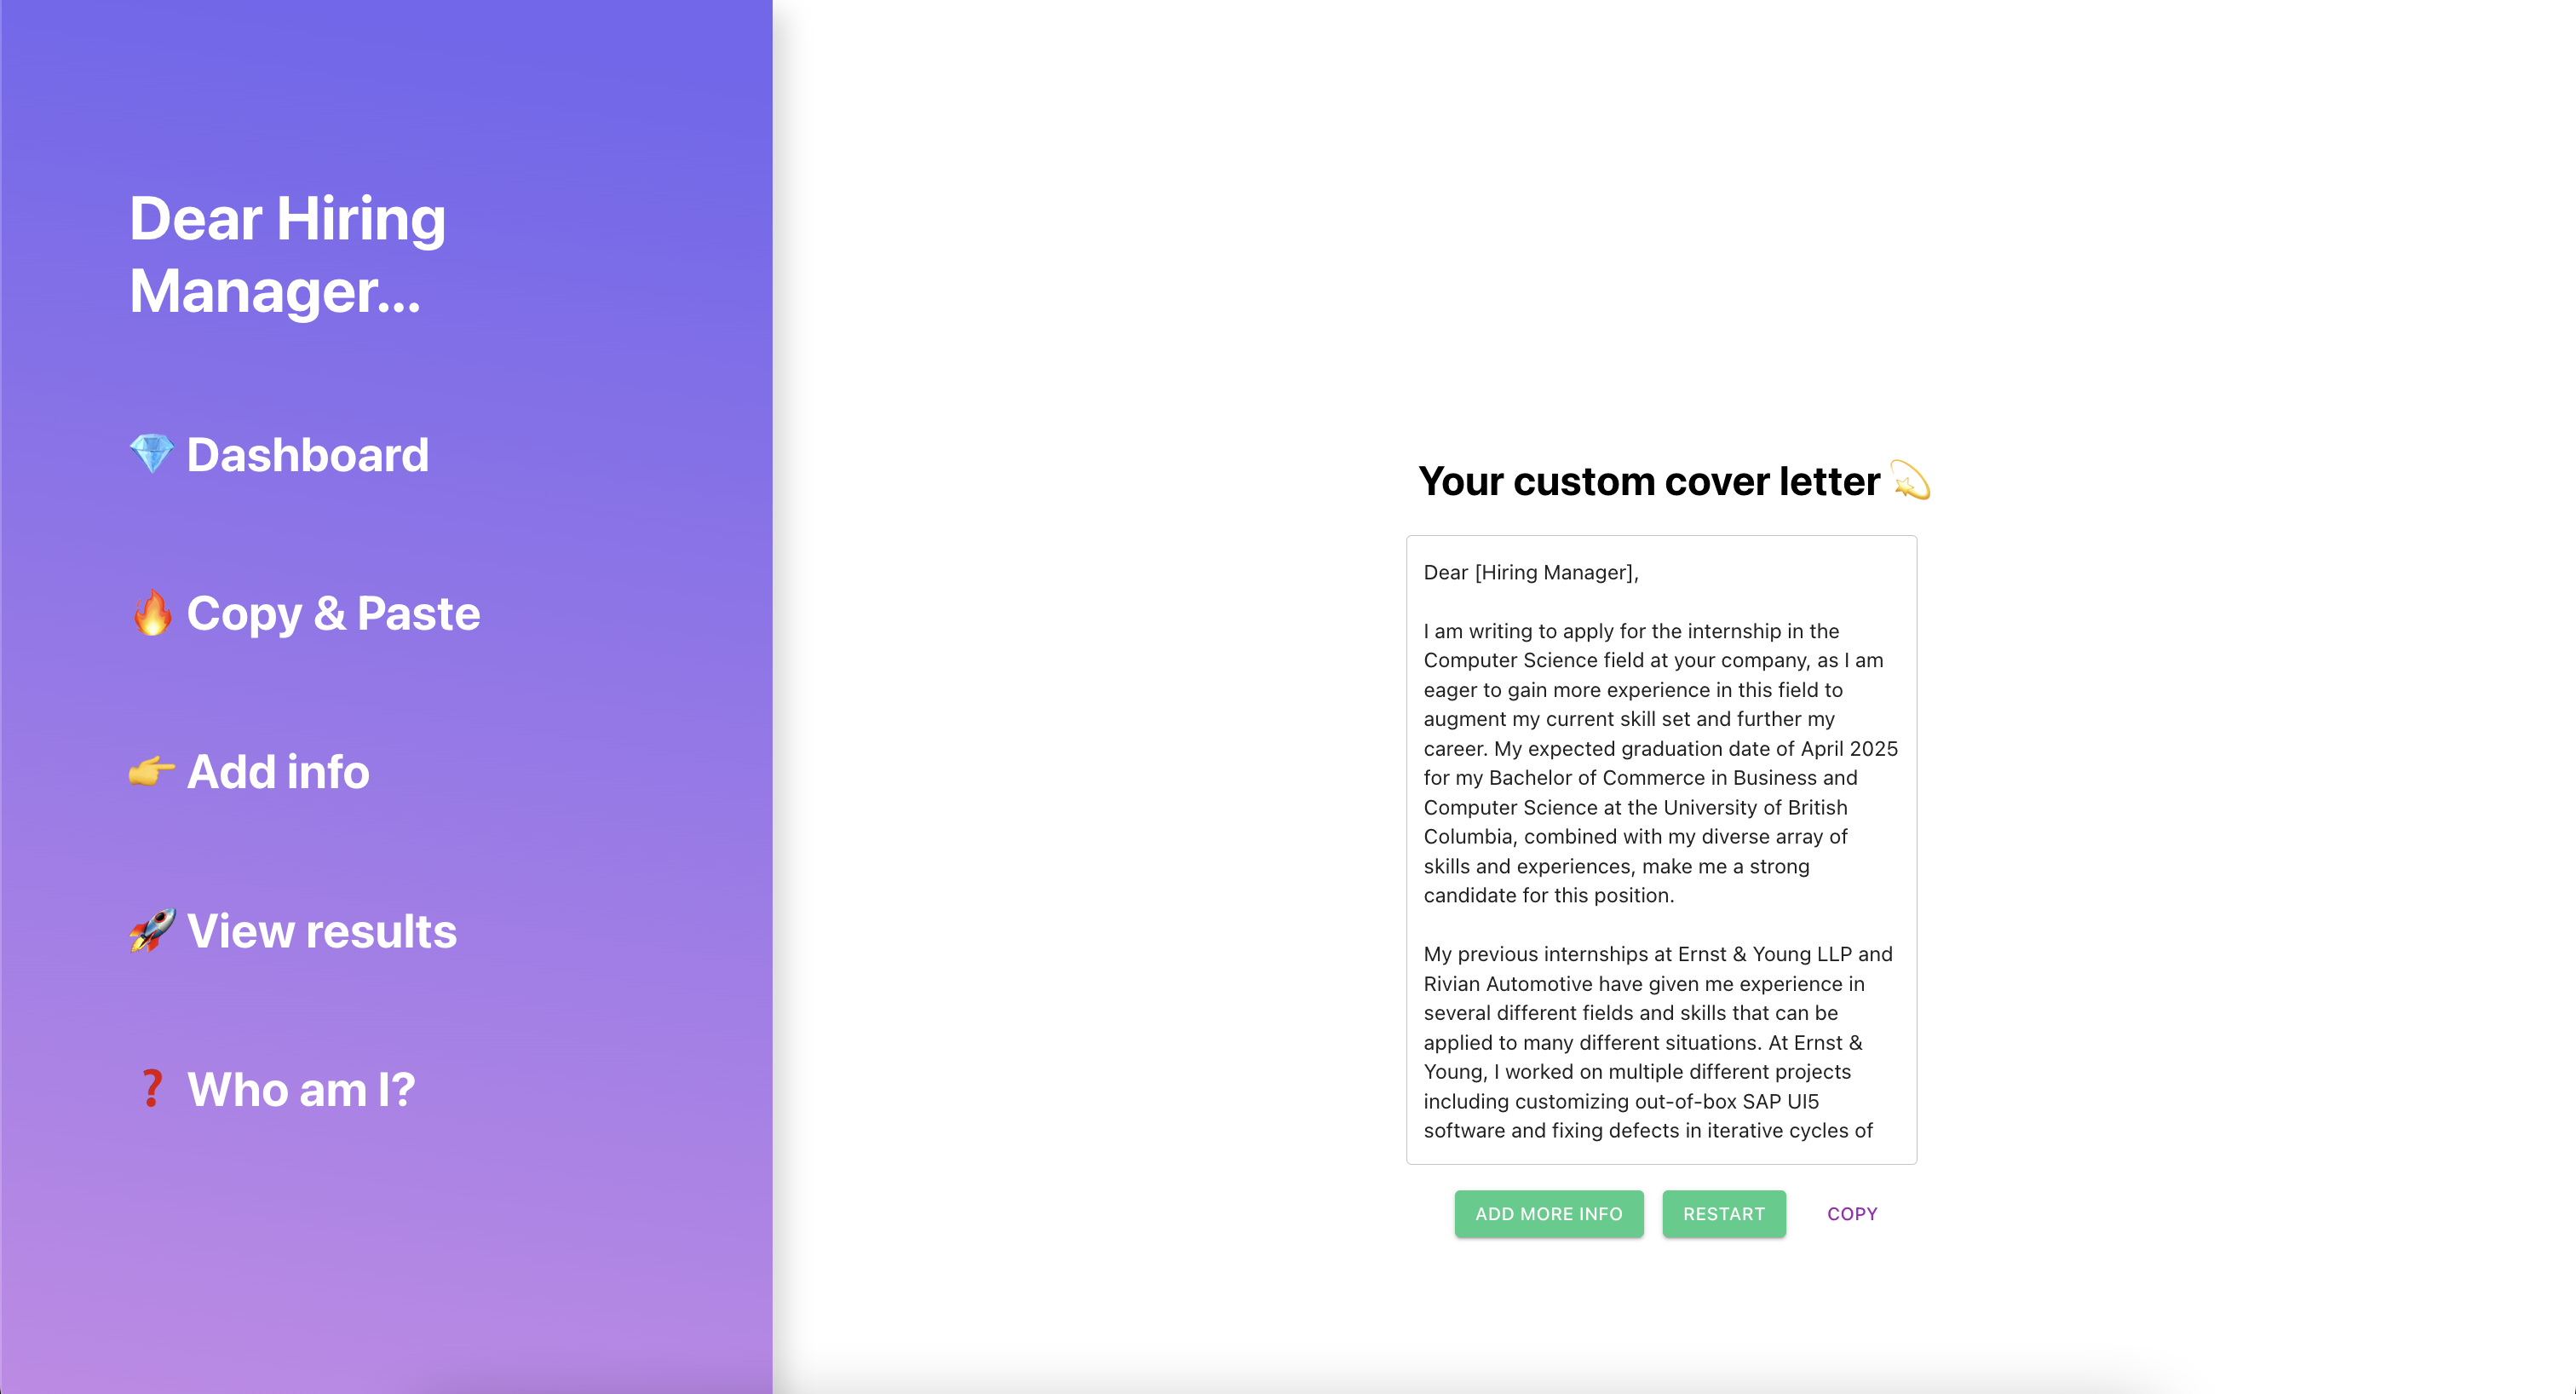 Dear Hiring
Manager...
Dashboard
Copy & Paste
Add info
View results
Who am I?
Your custom cover letter
Dear [Hiring Manager],
I am writing to apply for the internship in the
Computer Science field at your company, as I am
eager to gain more experience in this field to
augment my current skill set and further my
career. My expected graduation date of April 2025
for my Bachelor of Commerce in Business and
Computer Science at the University of British
Columbia, combined with my diverse array of
skills and experiences, make me a strong
candidate for this position.
My previous internships at Ernst & Young LLP and
Rivian Automotive have given me experience in
several different fields and skills that can be
applied to many different situations. At Ernst &
Young, I worked on multiple different projects
including customizing out-of-box SAP UI5
software and fixing defects in iterative cycles of
ADD MORE INFO
RESTART
COPY